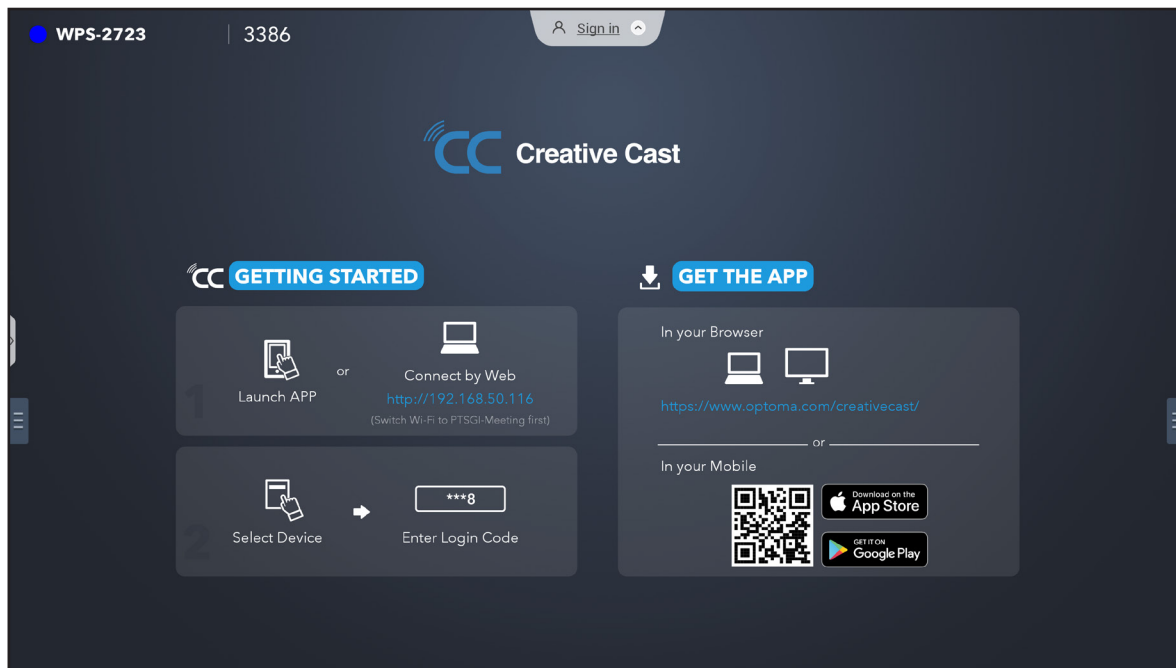 WPS-2723
3386
Sign in
CC Creative Cast
CC GETTING STARTED
1
Launch APP
or
Connect by Web
http://192.168.50.116
(Switch Wi-Fi to PTSGI-Meeting first)
2
Select Device
***8
Enter Login Code
GET THE APP
In your Browser
https://www.optoma.com/creativecast/
or
In your Mobile
Download on the
App Store
GET IT ON
Google Play